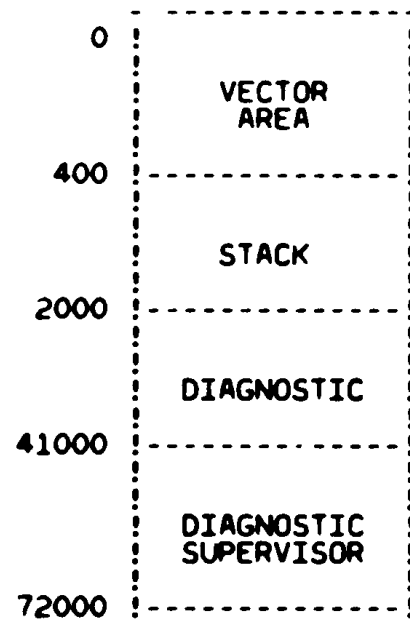 0
VECTOR
AREA
400
STACK
2000
DIAGNOSTIC
41000
DIAGNOSTIC
SUPERVISOR
72000